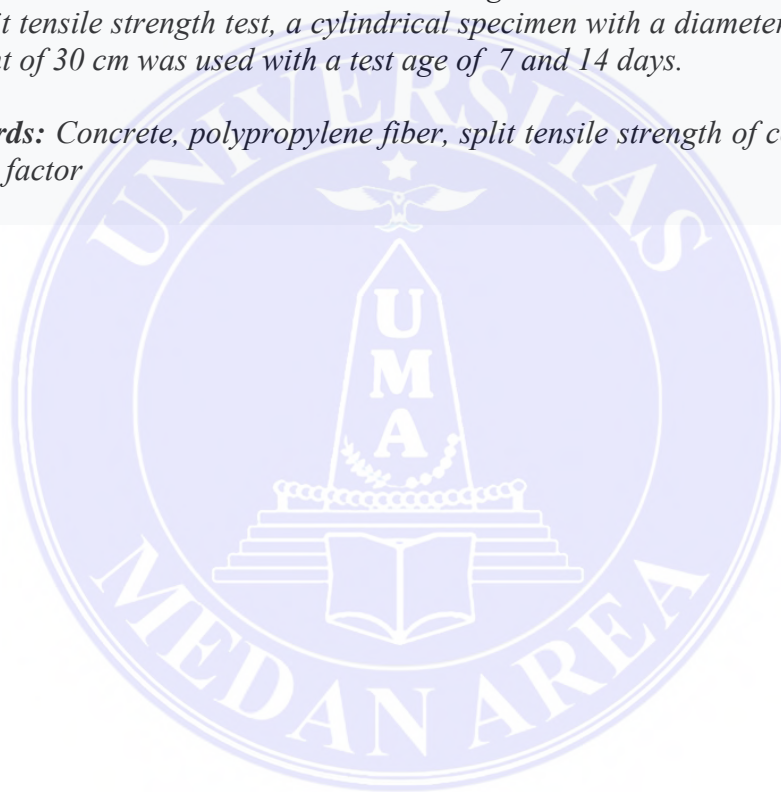 it tensile strength test, a cylindrical specimen with a diameter
nt of 30 cm was used with a test age of 7 and 14 days.
rds: Concrete, polypropylene fiber, split tensile strength of c
factor
UNIVERSITAS
U
M
A
MEDAN AREA